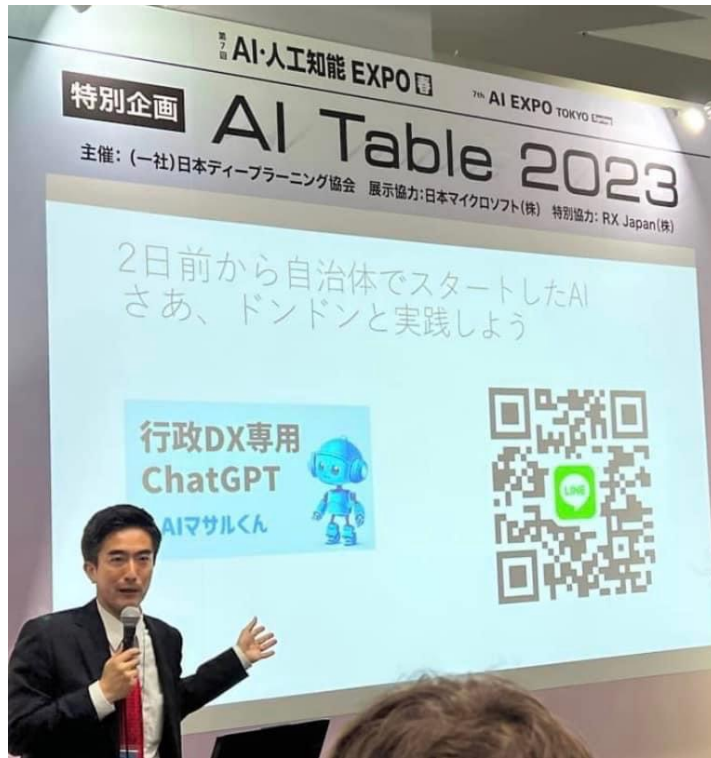 第7回 AI・人工知能 EXPO 春
7th AI EXPO TOKYO
特別企画 AI Table 2023
主催：(一社)日本ディープラーニング協会 展示協力：日本マイクロソフト(株) 特別協力：RX Japan(株)
2日前から自治体でスタートしたAI
さあ、ドンドンと実践しよう
行政DX専用
ChatGPT
AIマサルくん
LINE